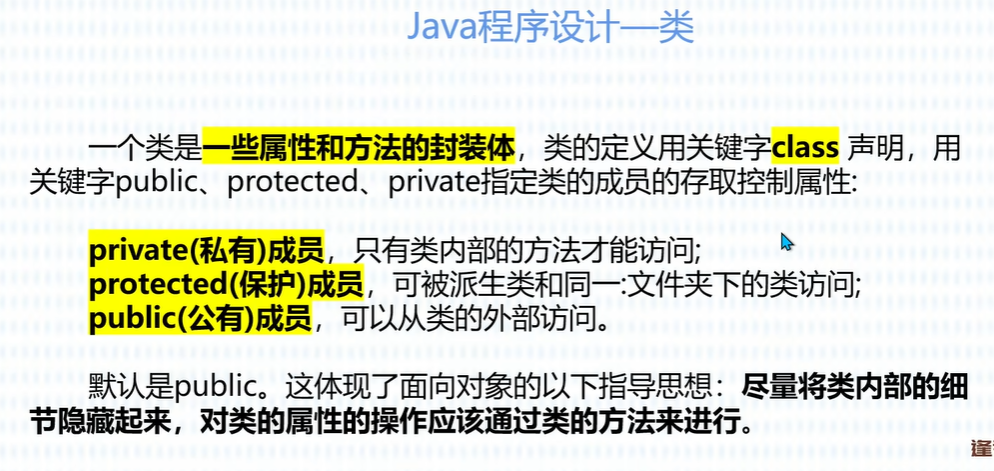 Java程序设计—类
一个类是一些属性和方法的封装体，类的定义用关键字class 声明，用
关键字public、protected、private指定类的成员的存取控制属性:
private(私有)成员，只有类内部的方法才能访问;
protected(保护)成员，可被派生类和同一:文件夹下的类访问;
public(公有)成员，可以从类的外部访问。
默认是public。这体现了面向对象的以下指导思想：尽量将类内部的细
节隐藏起来，对类的属性的操作应该通过类的方法来进行。